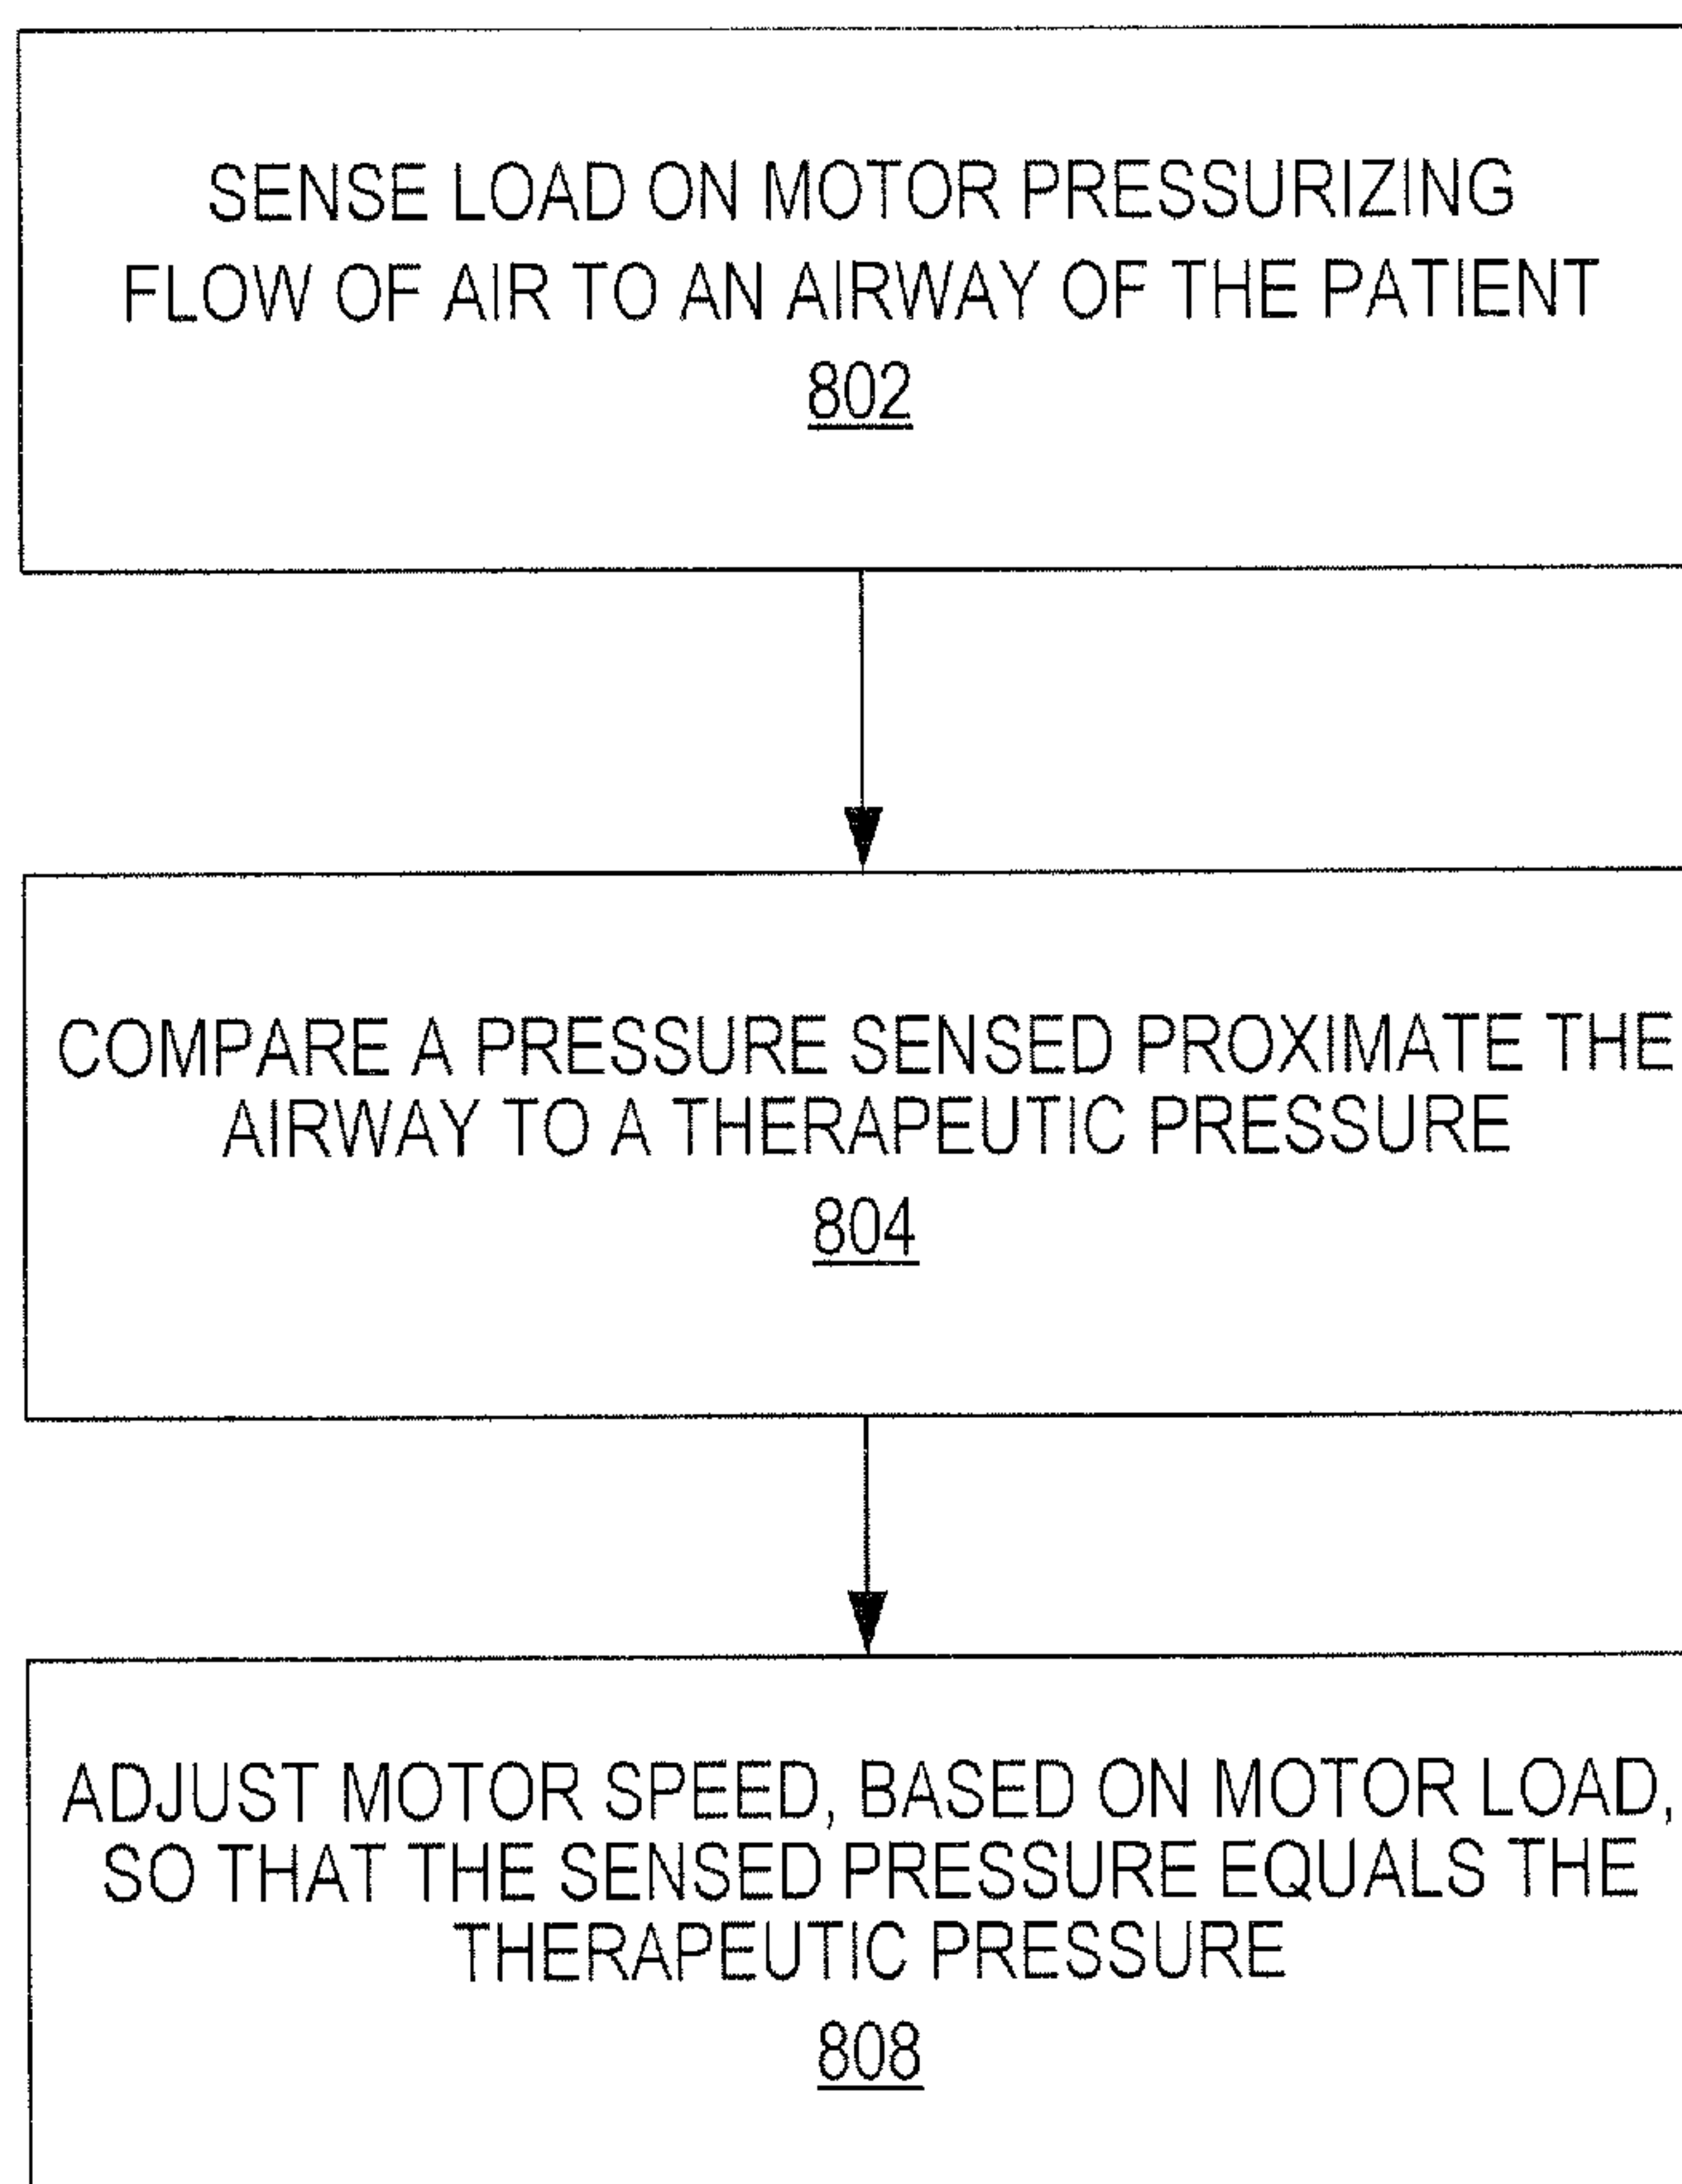 SENSE LOAD ON MOTOR PRESSURIZING
FLOW OF AIR TO AN AIRWAY OF THE PATIENT
802
COMPARE A PRESSURE SENSED PROXIMATE THE
AIRWAY TO A THERAPEUTIC PRESSURE
804
ADJUST MOTOR SPEED, BASED ON MOTOR LOAD,
SO THAT THE SENSED PRESSURE EQUALS THE
THERAPEUTIC PRESSURE
808